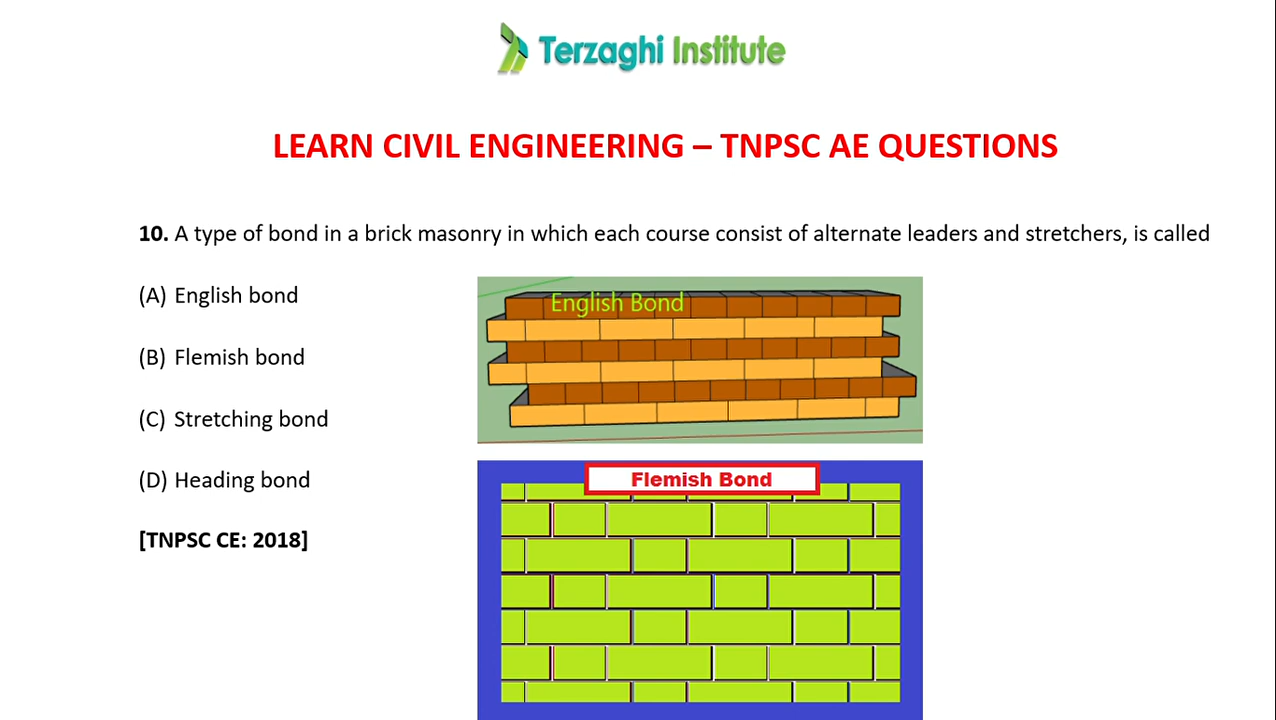 Terzaghi Institute
LEARN CIVIL ENGINEERING – TNPSC AE QUESTIONS
10. A type of bond in a brick masonry in which each course consist of alternate leaders and stretchers, is called
(A) English bond
(B) Flemish bond
(C) Stretching bond
(D) Heading bond
[TNPSC CE: 2018]
English Bond
Flemish Bond